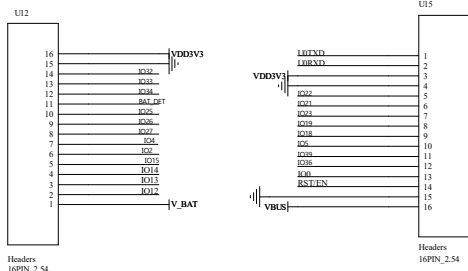 U12
16 VDD3V3
15
14 IO32
13 IO33
12 IO34
11 BAT_DET
10 IO25
9 IO26
8 IO27
7 IO4
6 IO2
5 IO15
4 IO14
3 IO13
2 IO12
1 V_BAT
Headers
16PIN_2.54
U15
U0TXD 1
U0RXD 2
VDD3V3 3
4
IO22 5
IO21 6
IO23 7
IO19 8
IO18 9
IO5 10
IO39 11
IO36 12
IO0 13
RST/EN 14
15
VBUS 16
Headers
16PIN_2.54